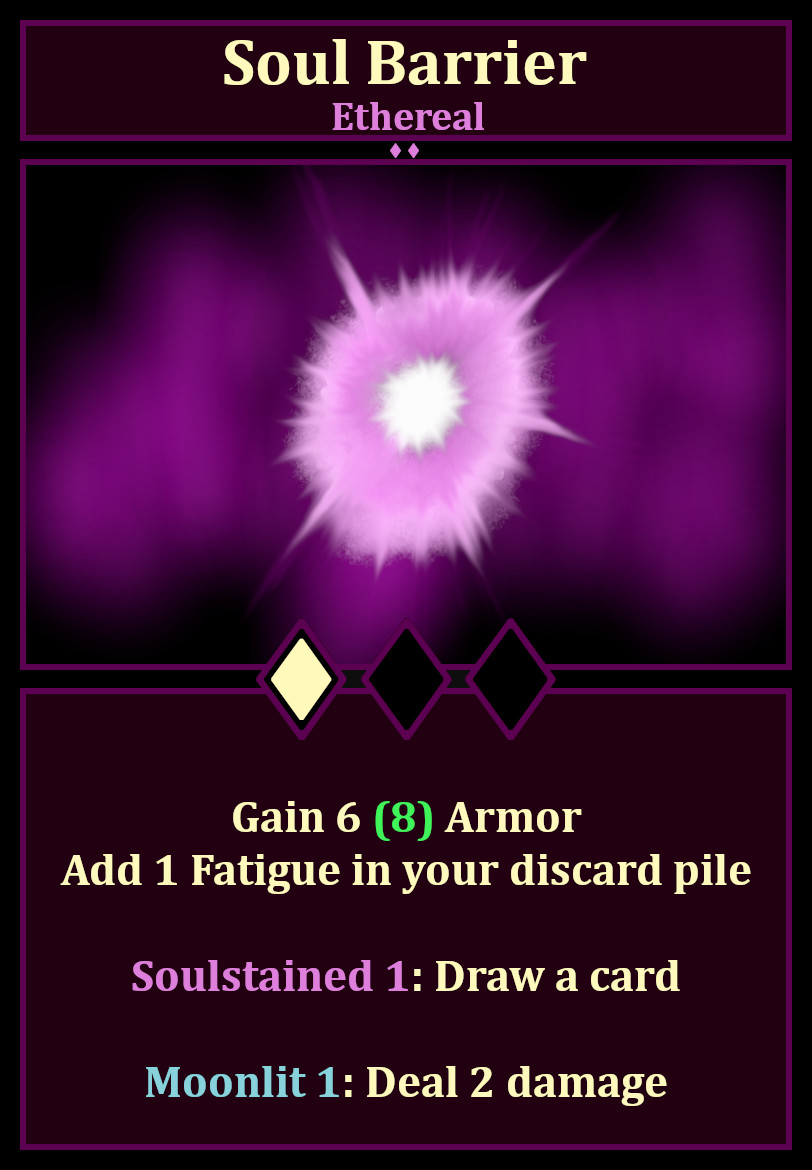 Soul Barrier
Ethereal
Gain 6 (8) Armor
Add 1 Fatigue in your discard pile
Soulstained 1: Draw a card
Moonlit 1: Deal 2 damage